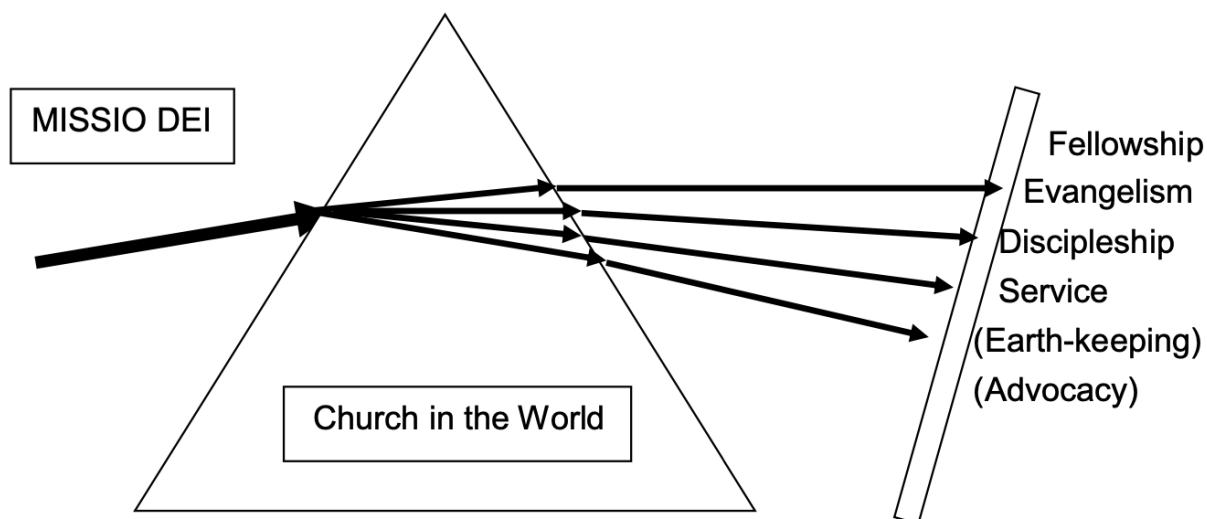 MISSIO DEI
Fellowship
Evangelism
Discipleship
Service
(Earth-keeping)
(Advocacy)
Church in the World